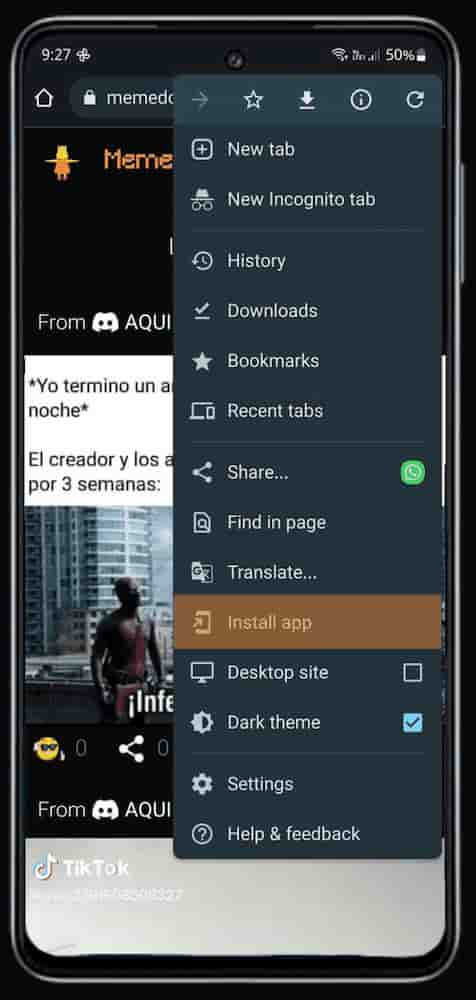 9:27
50%
memedo
Meme
New tab
New Incognito tab
History
Downloads
From AQUI
Bookmarks
*Yo termino un a
noche*
Recent tabs
El creador y los a
por 3 semanas:
Share...
Find in page
Translate...
Install app
Desktop site
¡Infe
Dark theme
0
0
Settings
From AQUI
Help & feedback
TikTok